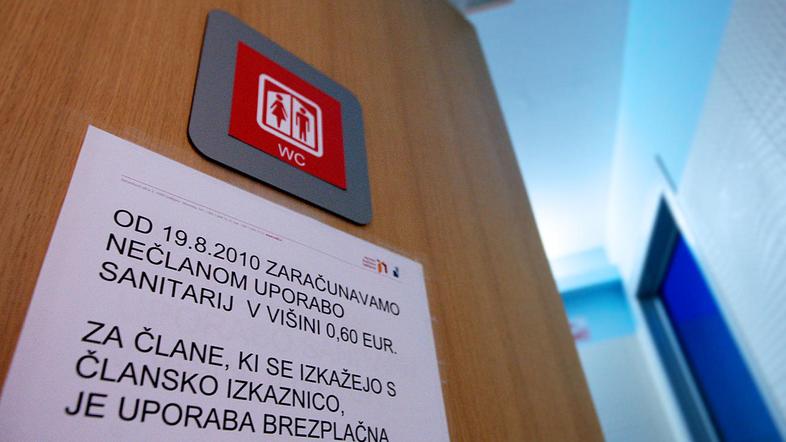 WC
OD 19.8.2010 ZARAČUNAVAMO
NEČLANOM UPORABO
SANITARIJ V VIŠINI 0,60 EUR.
ZA ČLANE, KI SE IZKAŽEJO S
ČLANSKO IZKAZNICO,
JE UPORABA BREZPLAČNA